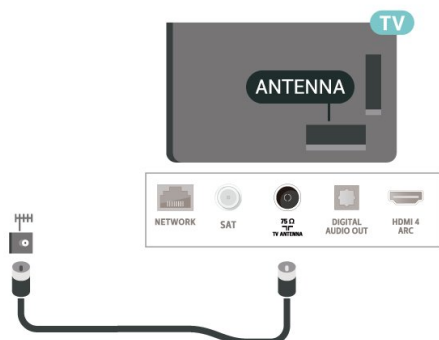 TV
ANTENNA
NETWORK
SAT
75 Ω
TV ANTENNA
DIGITAL
AUDIO OUT
HDMI 4
ARC